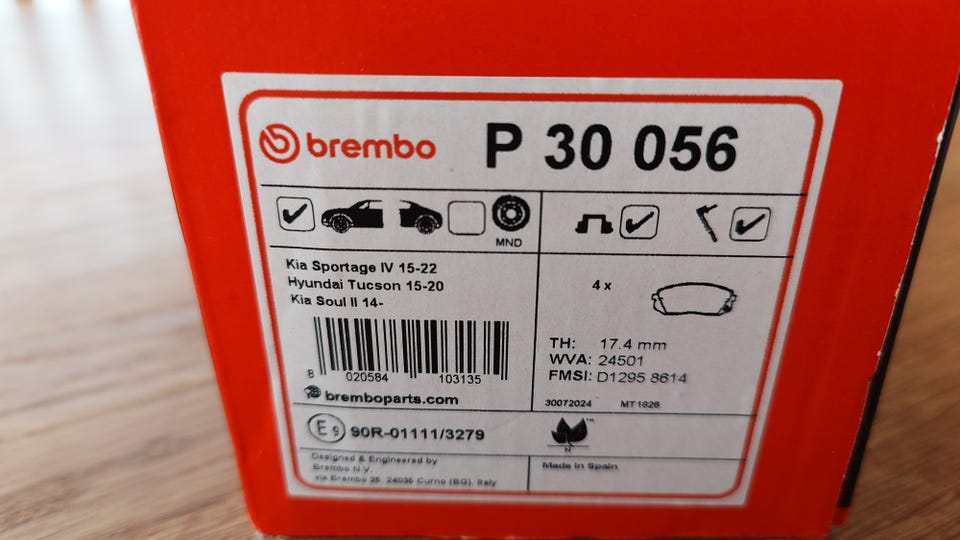 brembo P 30 056
MND
Kia Sportage IV 15-22
Hyundai Tucson 15-20
Kia Soul II 14-
4 x
TH: 17.4 mm
WVA: 24501
FMSI: D1295 8614
8 020584 103135
bremboparts.com
30072024 MT1826
E9 90R-01111/3279
™
N
Designed & Engineered by
Brembo N.V.
via Brembo 25, 24035 Curno (BG), Italy
Made in Spain